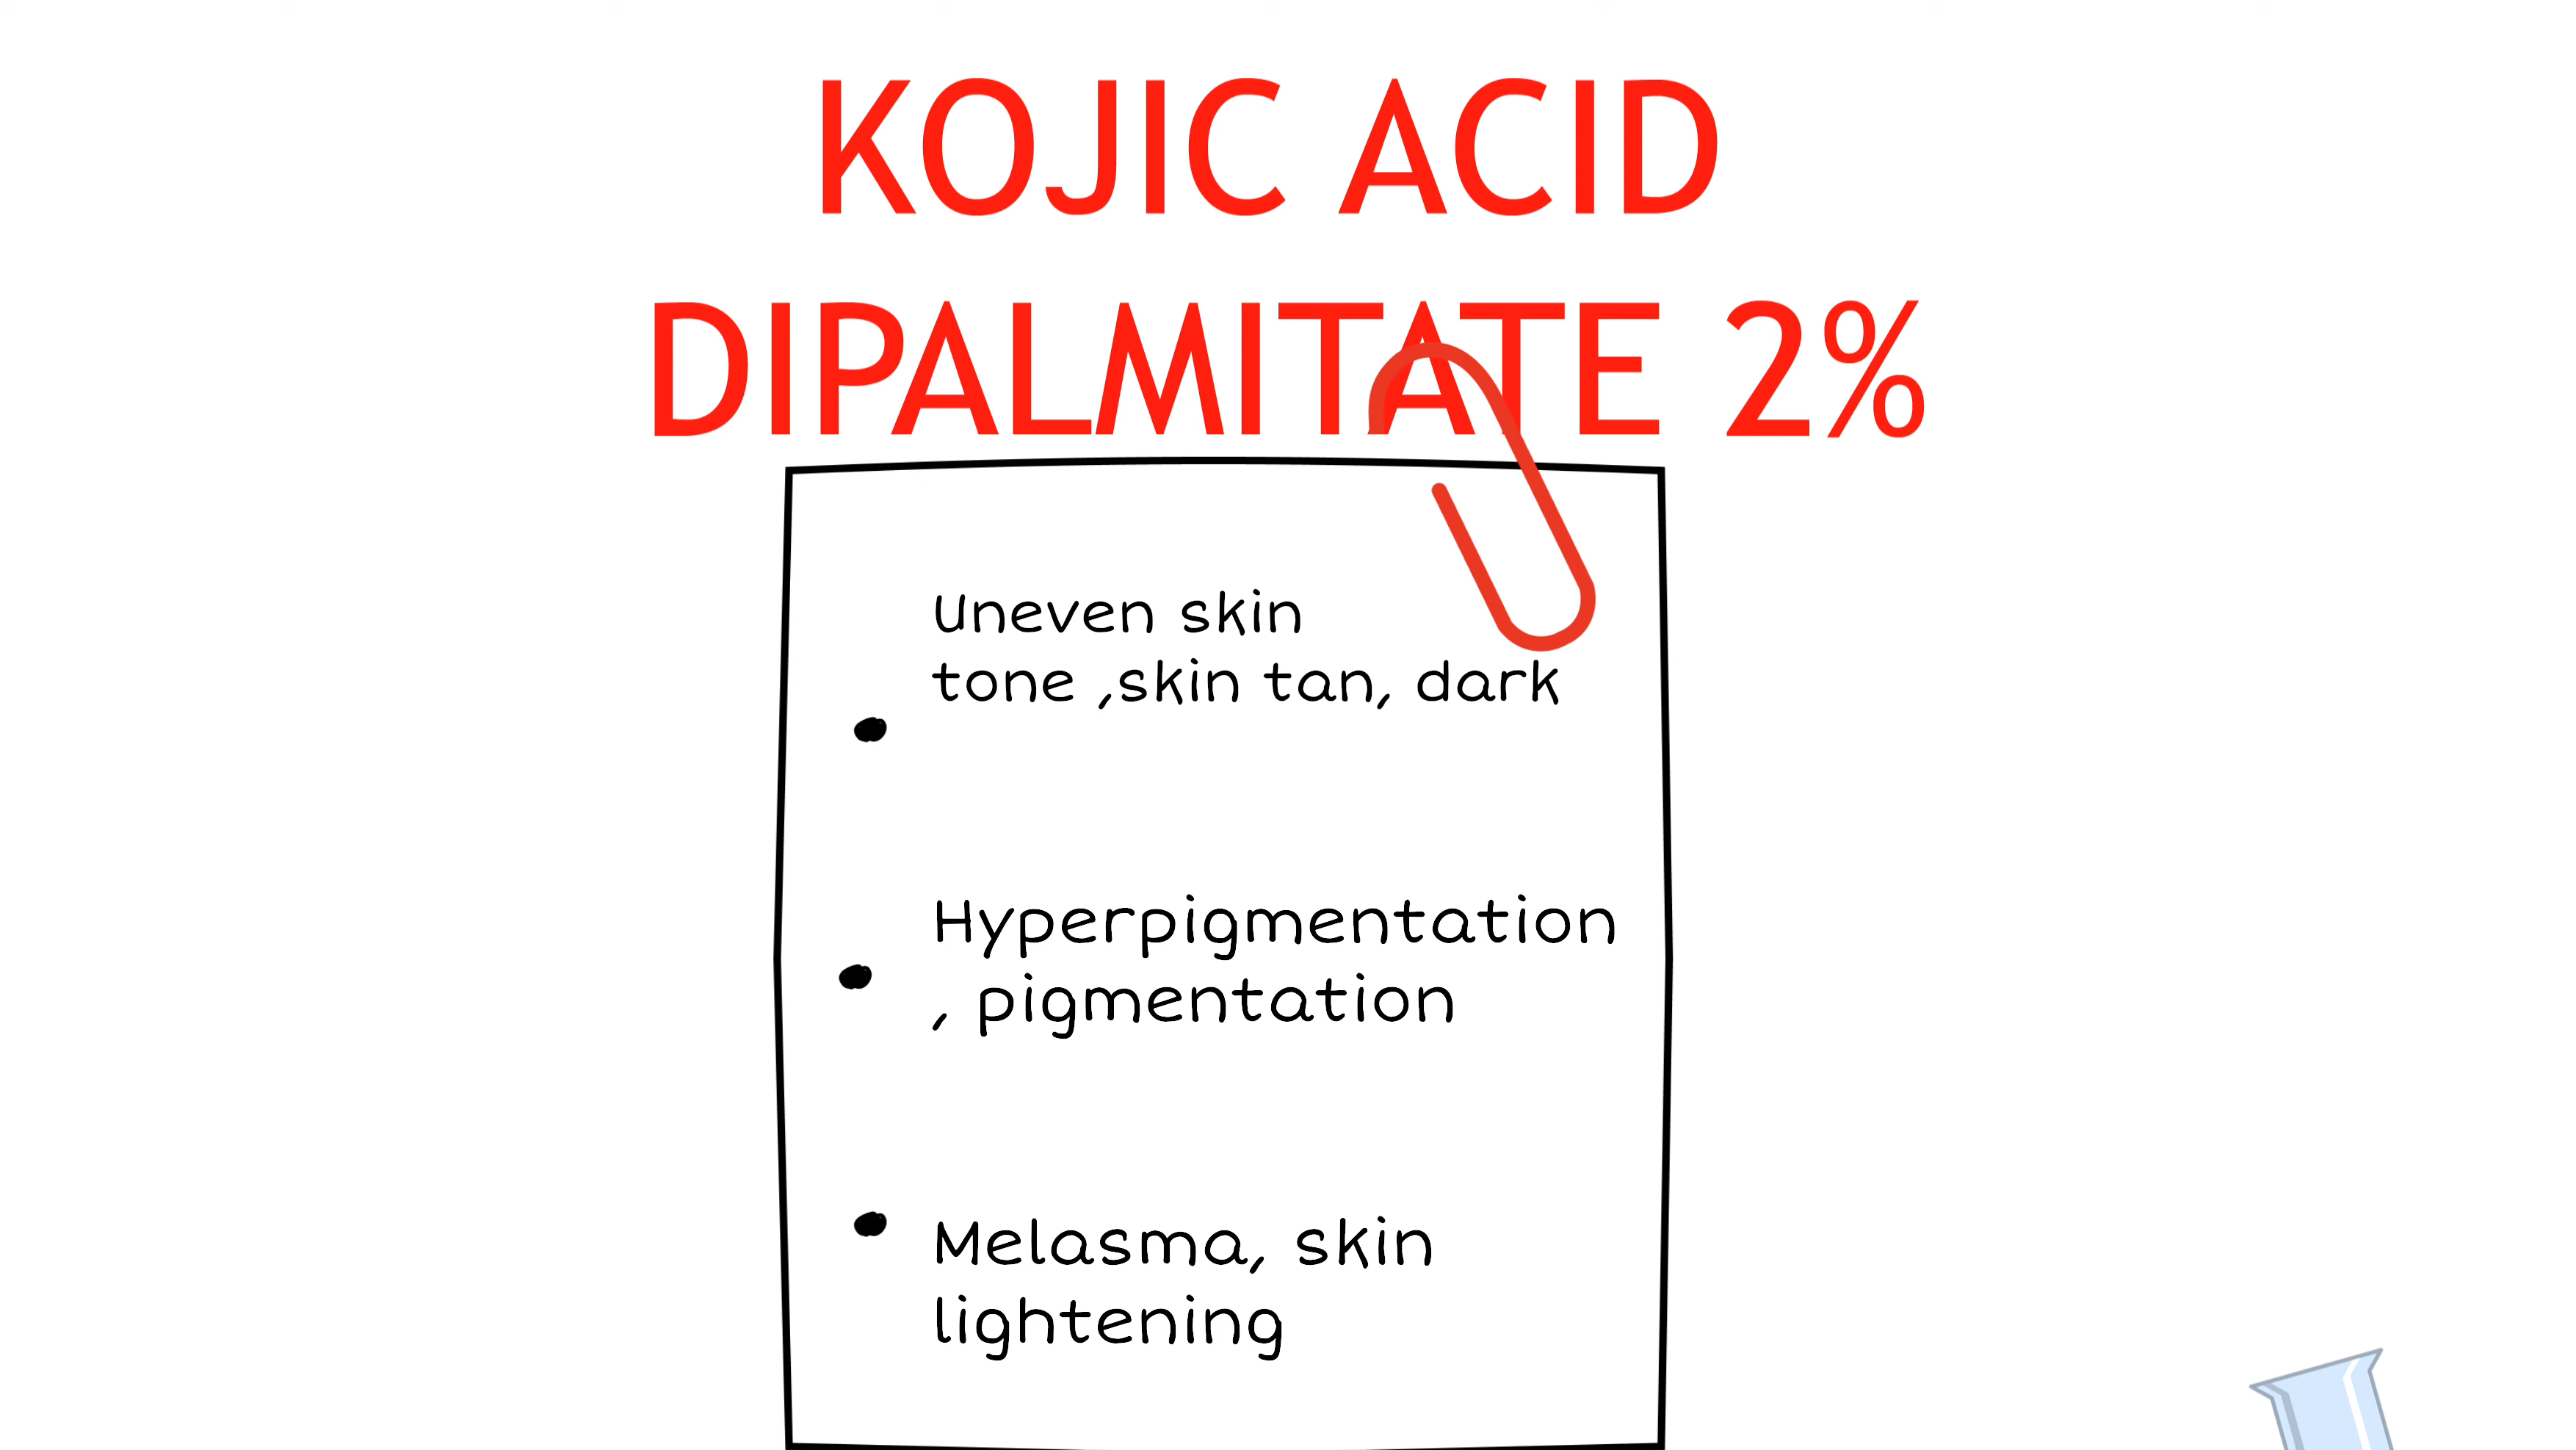 KOJIC ACID
DIPALMITATE 2%
Uneven skin
tone ,skin tan, dark
Hyperpigmentation
, pigmentation
Melasma, skin
lightening